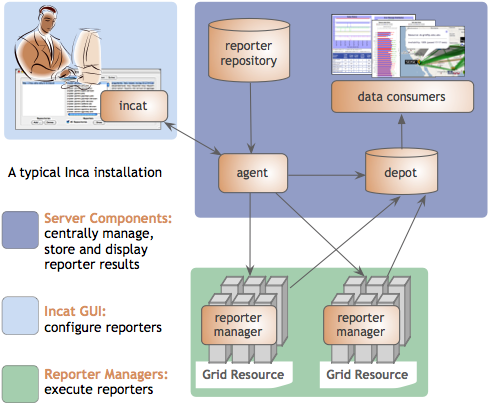 reporter
repository
data consumers
incat
agent
depot
A typical Inca installation
Server Components:
centrally manage,
store and display
reporter results
Incat GUI:
configure reporters
Reporter Managers:
execute reporters
reporter
manager
Grid Resource
reporter
manager
Grid Resource